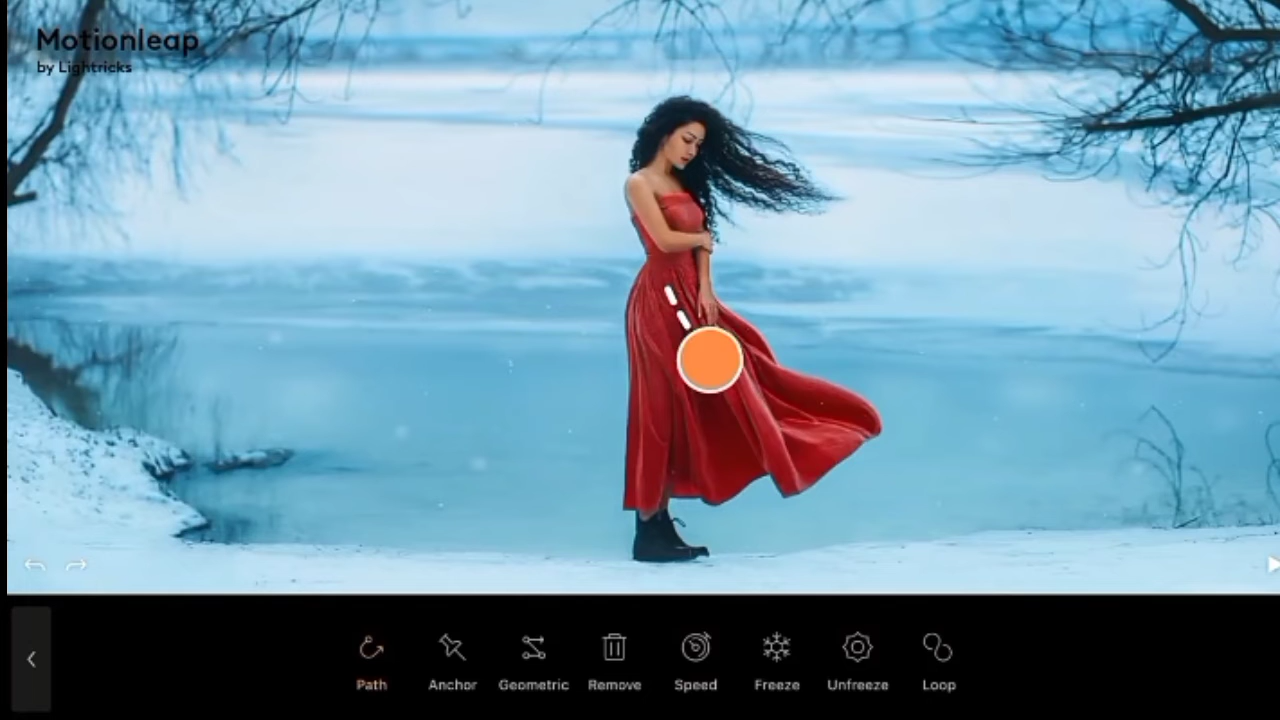 Motionleap
by Lightricks
Path
Anchor
Geometric
Remove
Speed
Freeze
Unfreeze
Loop